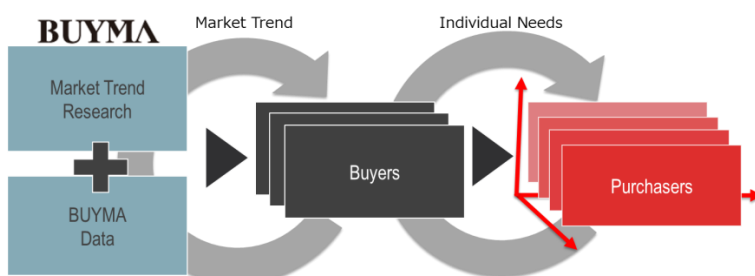 BUYMA
Market Trend
Individual Needs
Market Trend
Research
BUYMA
Data
Buyers
Purchasers